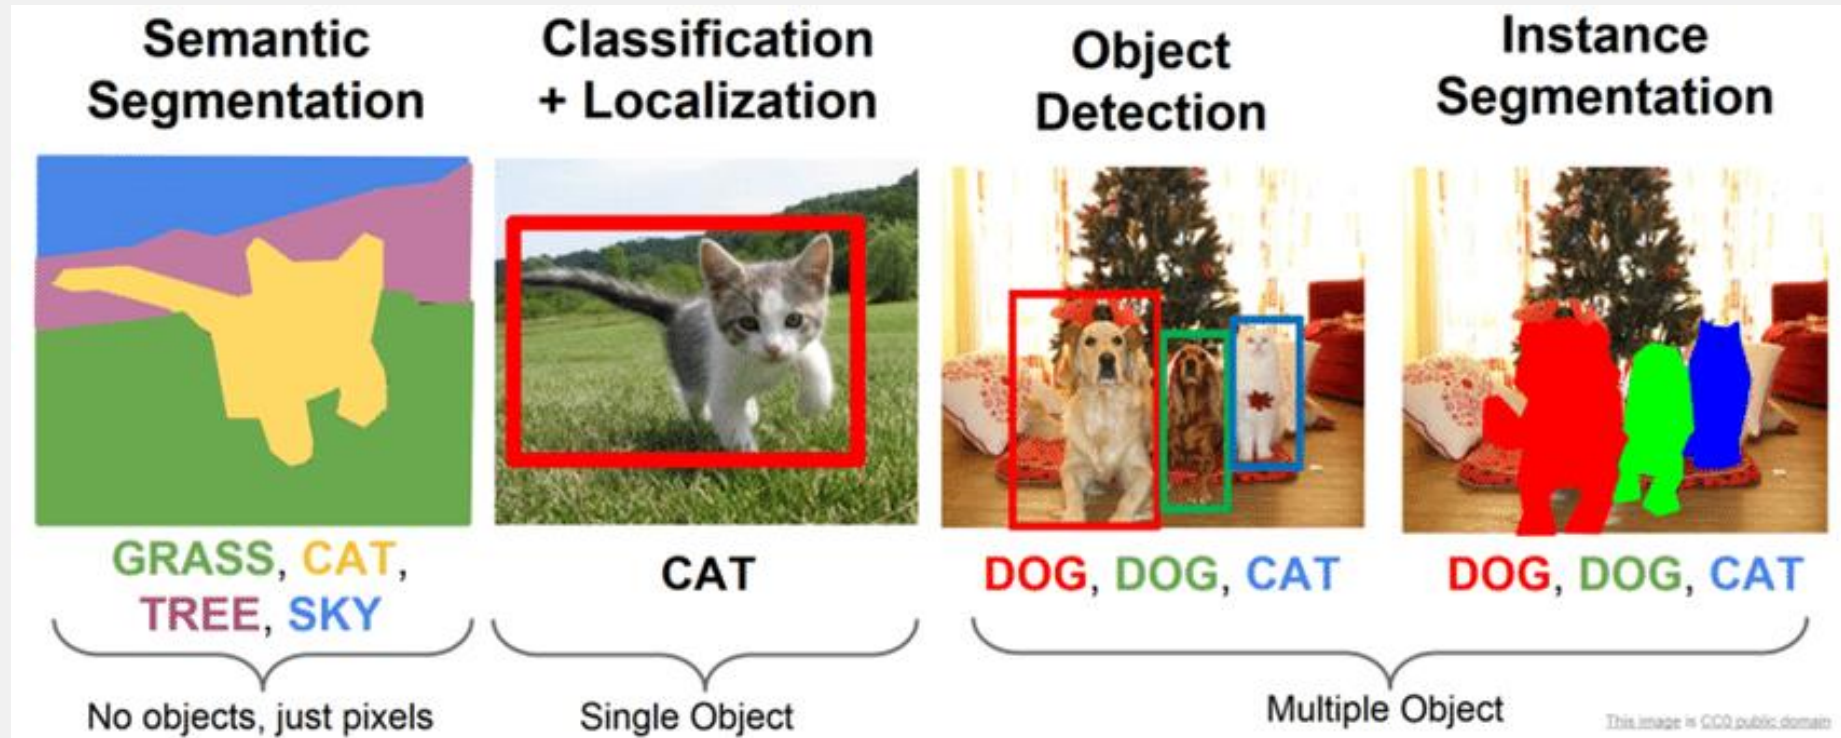 Semantic
Segmentation
Classification
+ Localization
Object
Detection
Instance
Segmentation
GRASS, CAT,
TREE, SKY
CAT
DOG, DOG, CAT
DOG, DOG, CAT
No objects, just pixels
Single Object
Multiple Object
This image is CC0 public domain